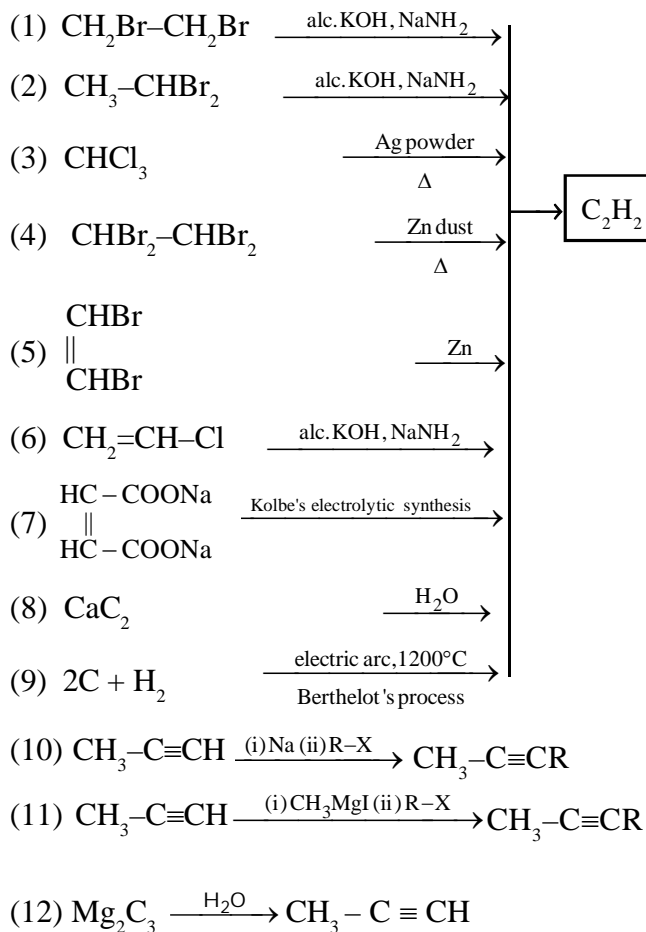 (1) CH₂Br–CH₂Br alc.KOH, NaNH₂
(2) CH₃–CHBr₂ alc.KOH, NaNH₂
(3) CHCl₃ Ag powder Δ
C₂H₂
(4) CHBr₂–CHBr₂ Zn dust Δ
CHBr
(5) || Zn
CHBr
(6) CH₂=CH–Cl alc.KOH, NaNH₂
HC – COONa
(7) || Kolbe's electrolytic synthesis
HC – COONa
(8) CaC₂ H₂O
(9) 2C + H₂ electric arc,1200°C Berthelot's process
(10) CH₃–C≡CH (i)Na (ii) R–X → CH₃–C≡CR
(11) CH₃–C≡CH (i)CH₃MgI (ii) R–X → CH₃–C≡CR
(12) Mg₂C₃ H₂O → CH₃ – C ≡ CH